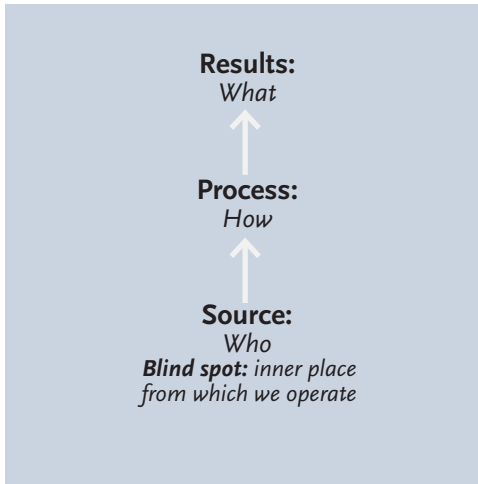 Results:
What
Process:
How
Source:
Who
Blind spot: inner place
from which we operate